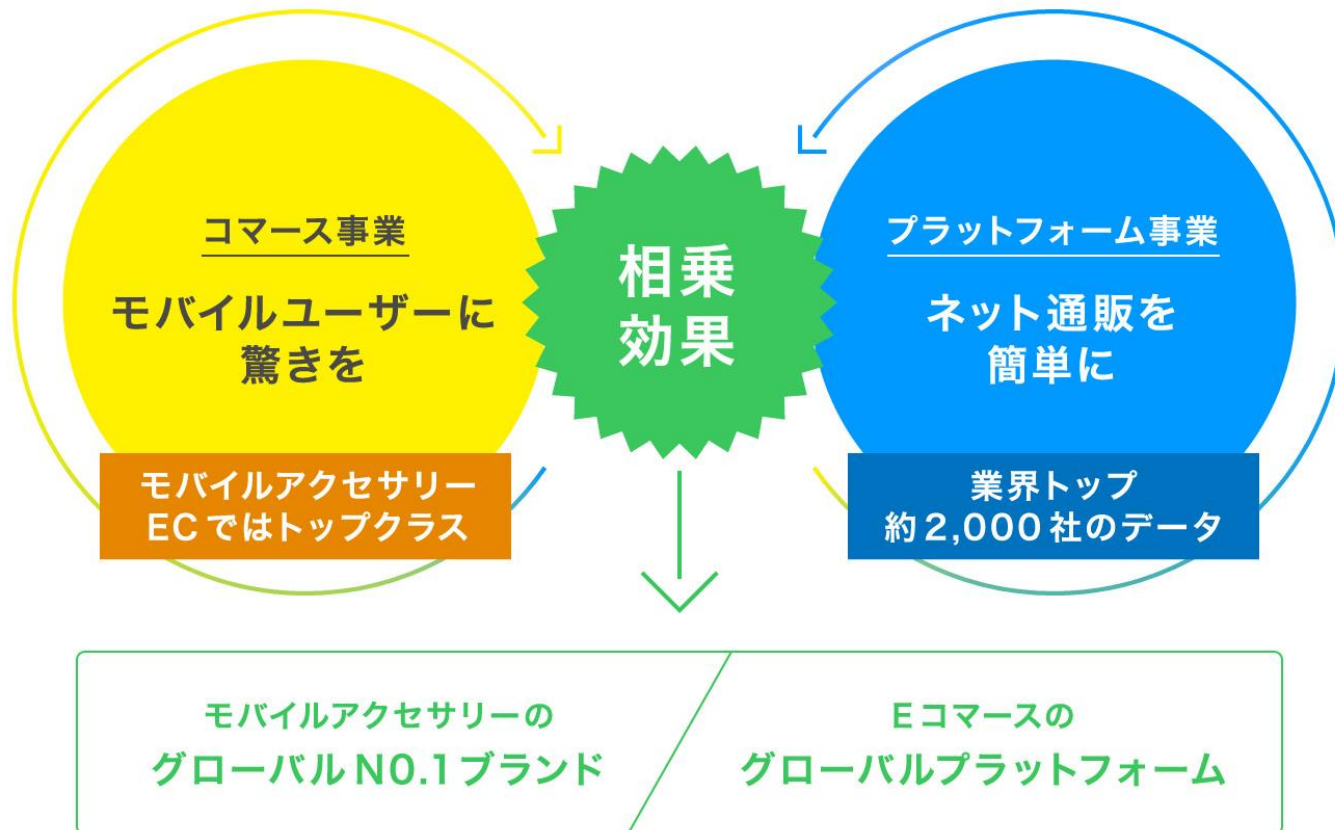 コマース事業
モバイルユーザーに
驚きを
モバイルアクセサリー
ECではトップクラス
相乗
効果
プラットフォーム事業
ネット通販を
簡単に
業界トップ
約2,000社のデータ
モバイルアクセサリーの
グローバルNO.1ブランド
Eコマースの
グローバルプラットフォーム